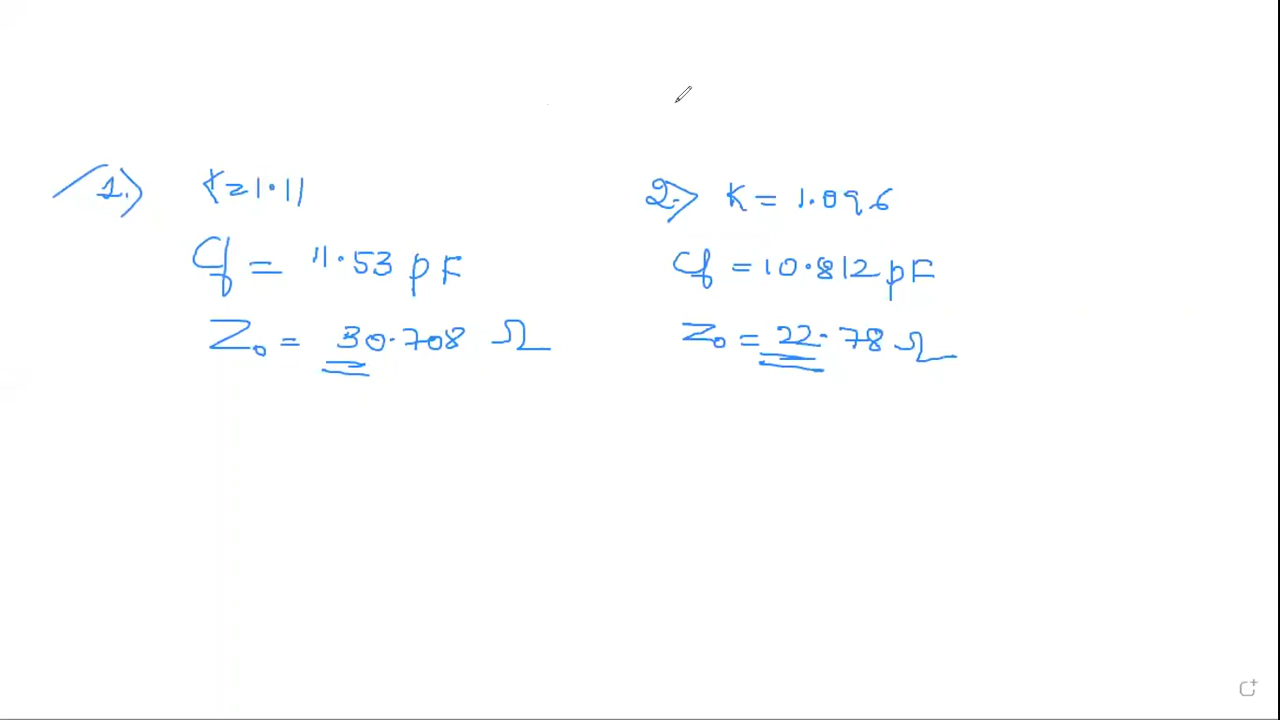 1.) K=1.11
Cf = 11.53 pF
Z₀ = 30.708 Ω
2.) K = 1.096
Cf = 10.812 pF
Z₀ = 22.78 Ω